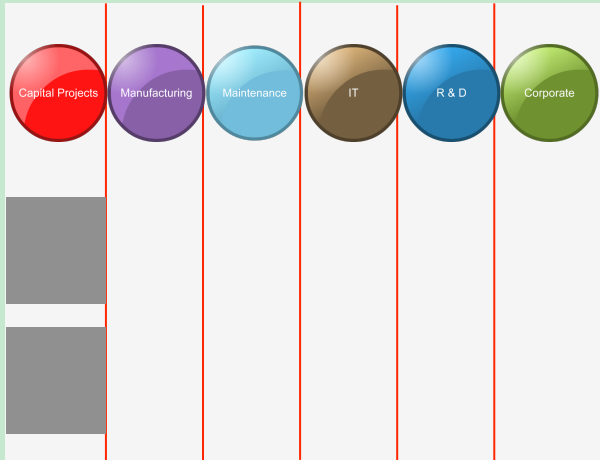 Capital Projects
Manufacturing
Maintenance
IT
R & D
Corporate